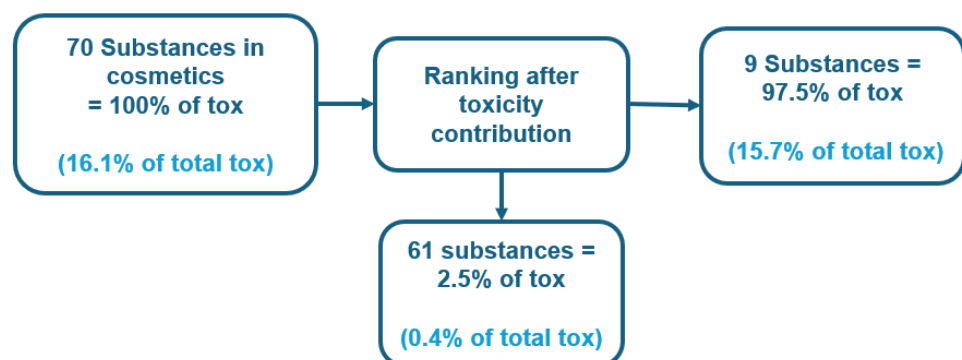 70 Substances in
cosmetics
= 100% of tox
(16.1% of total tox)
Ranking after
toxicity
contribution
9 Substances =
97.5% of tox
(15.7% of total tox)
61 substances =
2.5% of tox
(0.4% of total tox)